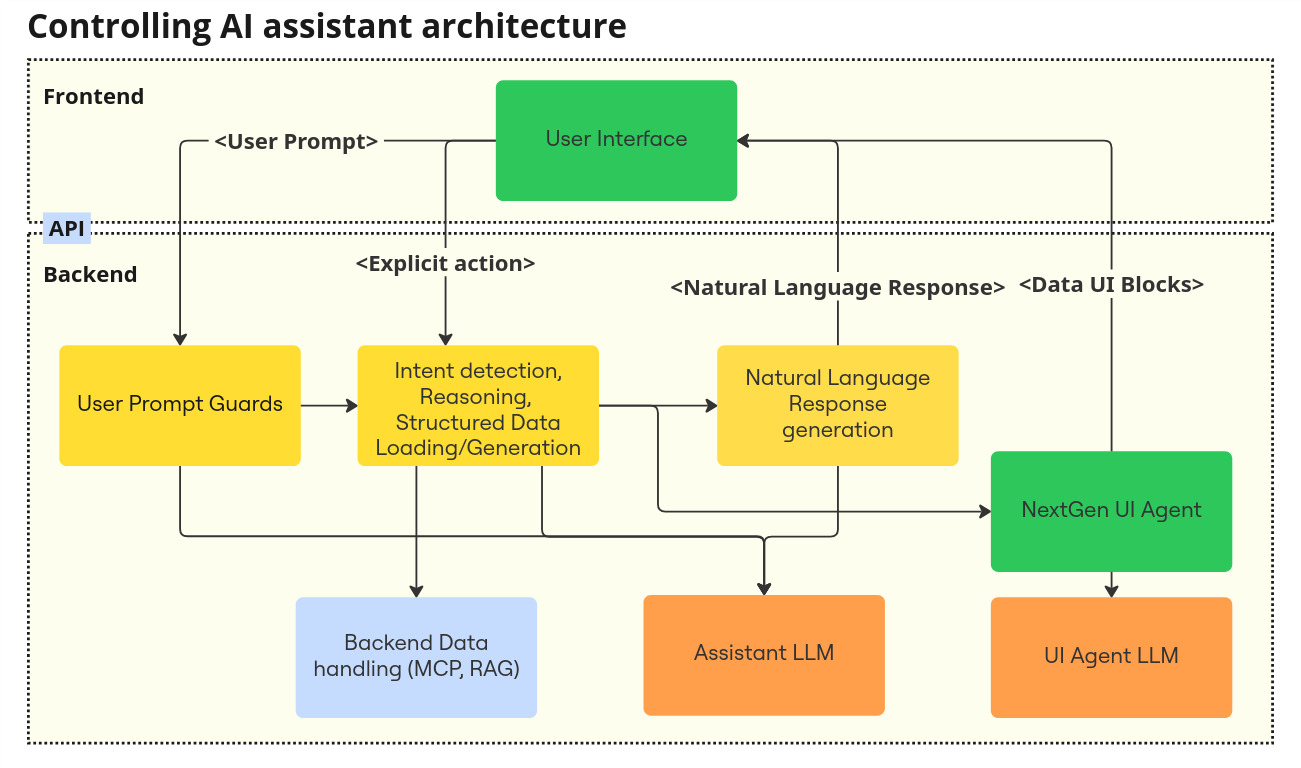 Controlling AI assistant architecture
Frontend
User Interface
<User Prompt>
API
<Explicit action>
Backend
<Natural Language Response>
<Data UI Blocks>
User Prompt Guards
Intent detection,
Reasoning,
Structured Data
Loading/Generation
Natural Language
Response
generation
NextGen UI Agent
Backend Data
handling (MCP, RAG)
Assistant LLM
UI Agent LLM